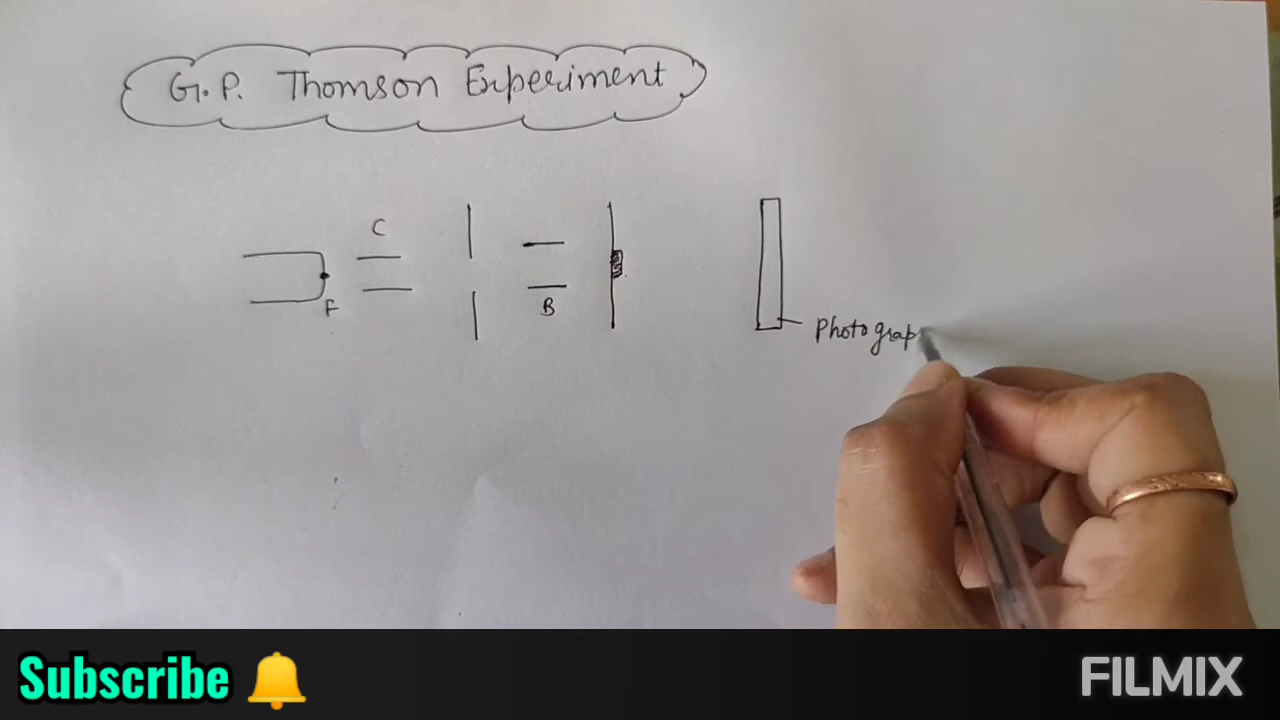 G.P. Thomson Experiment
C
F
B
Photograp
Subscribe
FILMIX